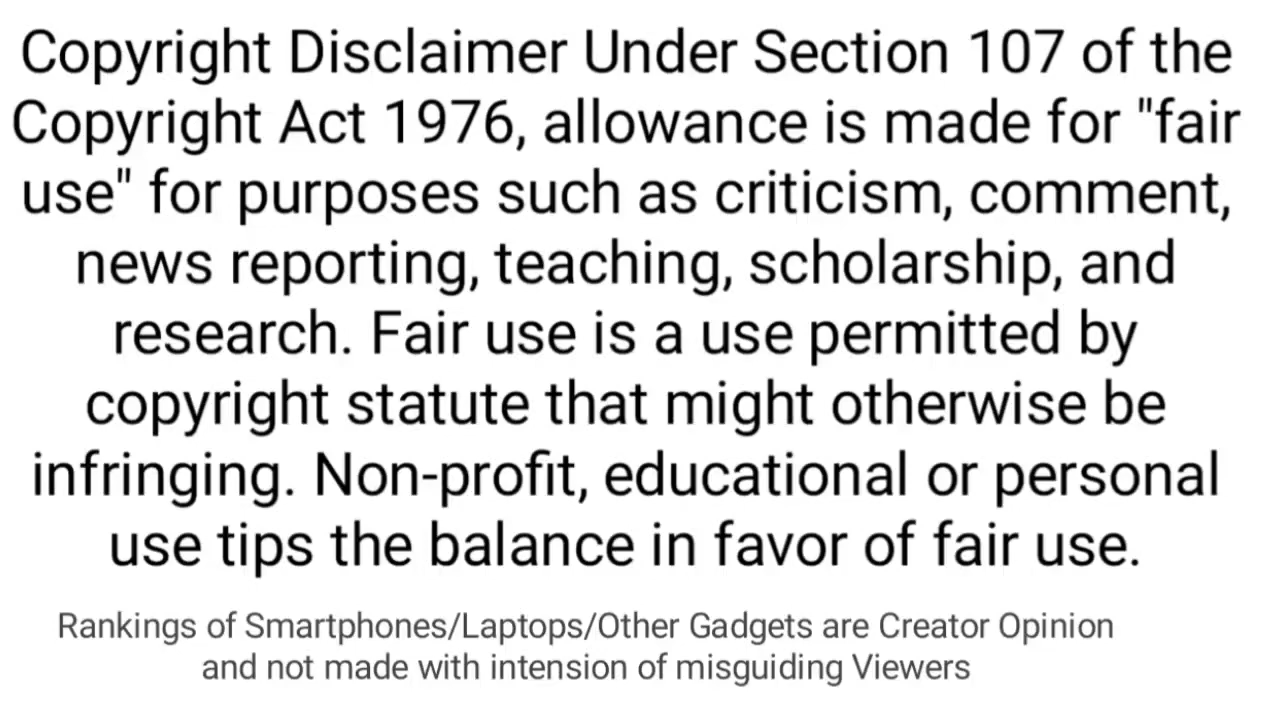 Copyright Disclaimer Under Section 107 of the
Copyright Act 1976, allowance is made for "fair
use" for purposes such as criticism, comment,
news reporting, teaching, scholarship, and
research. Fair use is a use permitted by
copyright statute that might otherwise be
infringing. Non-profit, educational or personal
use tips the balance in favor of fair use.
Rankings of Smartphones/Laptops/Other Gadgets are Creator Opinion
and not made with intension of misguiding Viewers